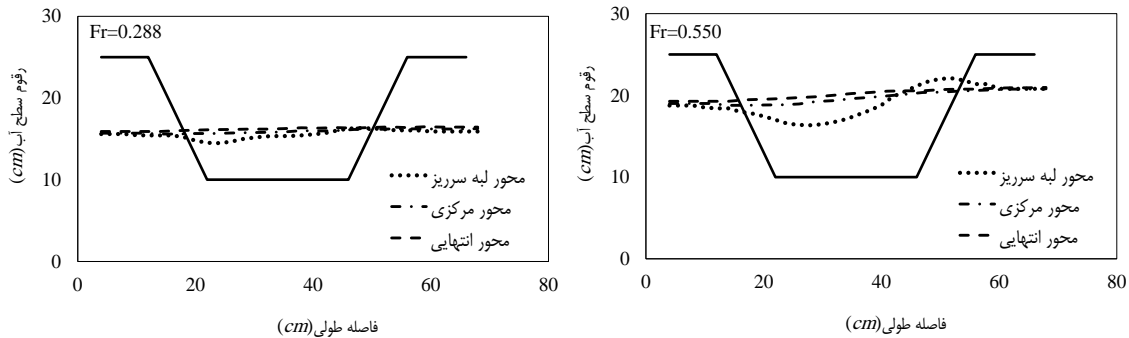 Fr=0.288
رقوم سطح آب(cm)
30
20
10
0
محور لبه سرریز
محور مرکزی
محور انتهایی
0 20 40 60 80
فاصله طولی(cm)
Fr=0.550
رقوم سطح آب(cm)
30
20
10
0
محور لبه سرریز
محور مرکزی
محور انتهایی
0 20 40 60 80
فاصله طولی(cm)